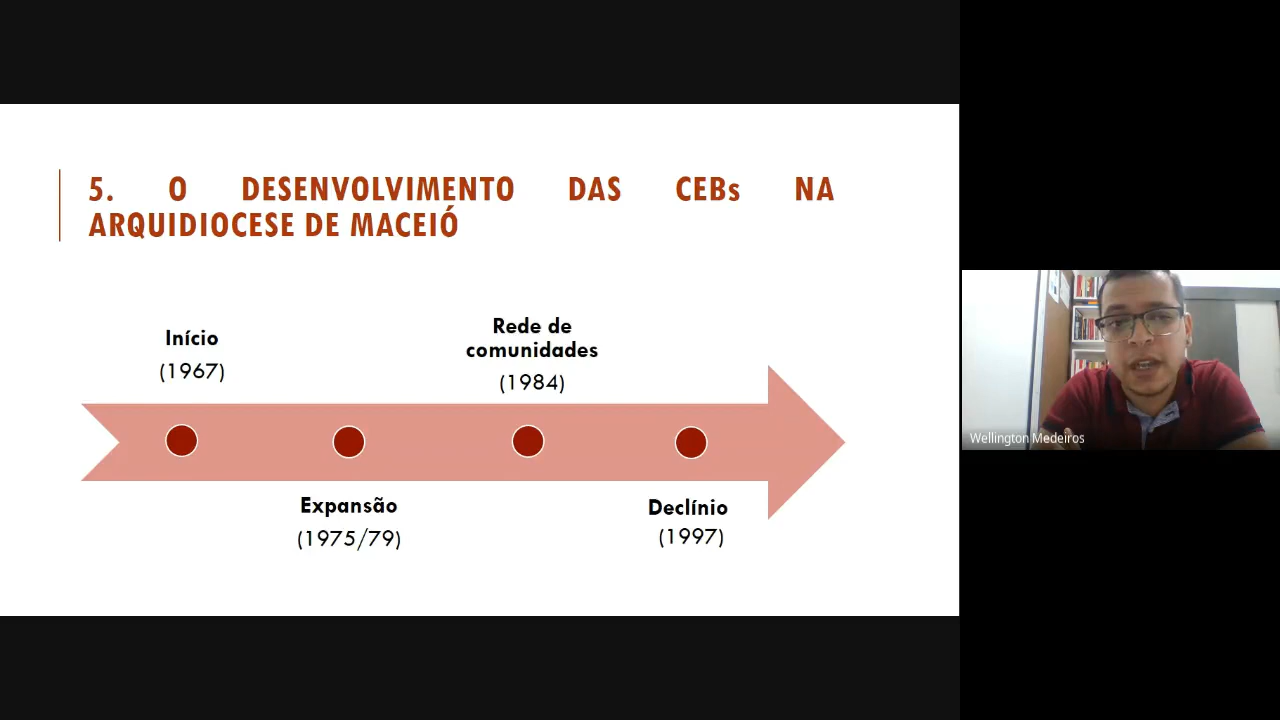 5. O DESENVOLVIMENTO DAS CEBs NA
ARQUIDIOCESE DE MACEIÓ
Início
(1967)
Rede de
comunidades
(1984)
Expansão
(1975/79)
Declínio
(1997)
Wellington Medeiros